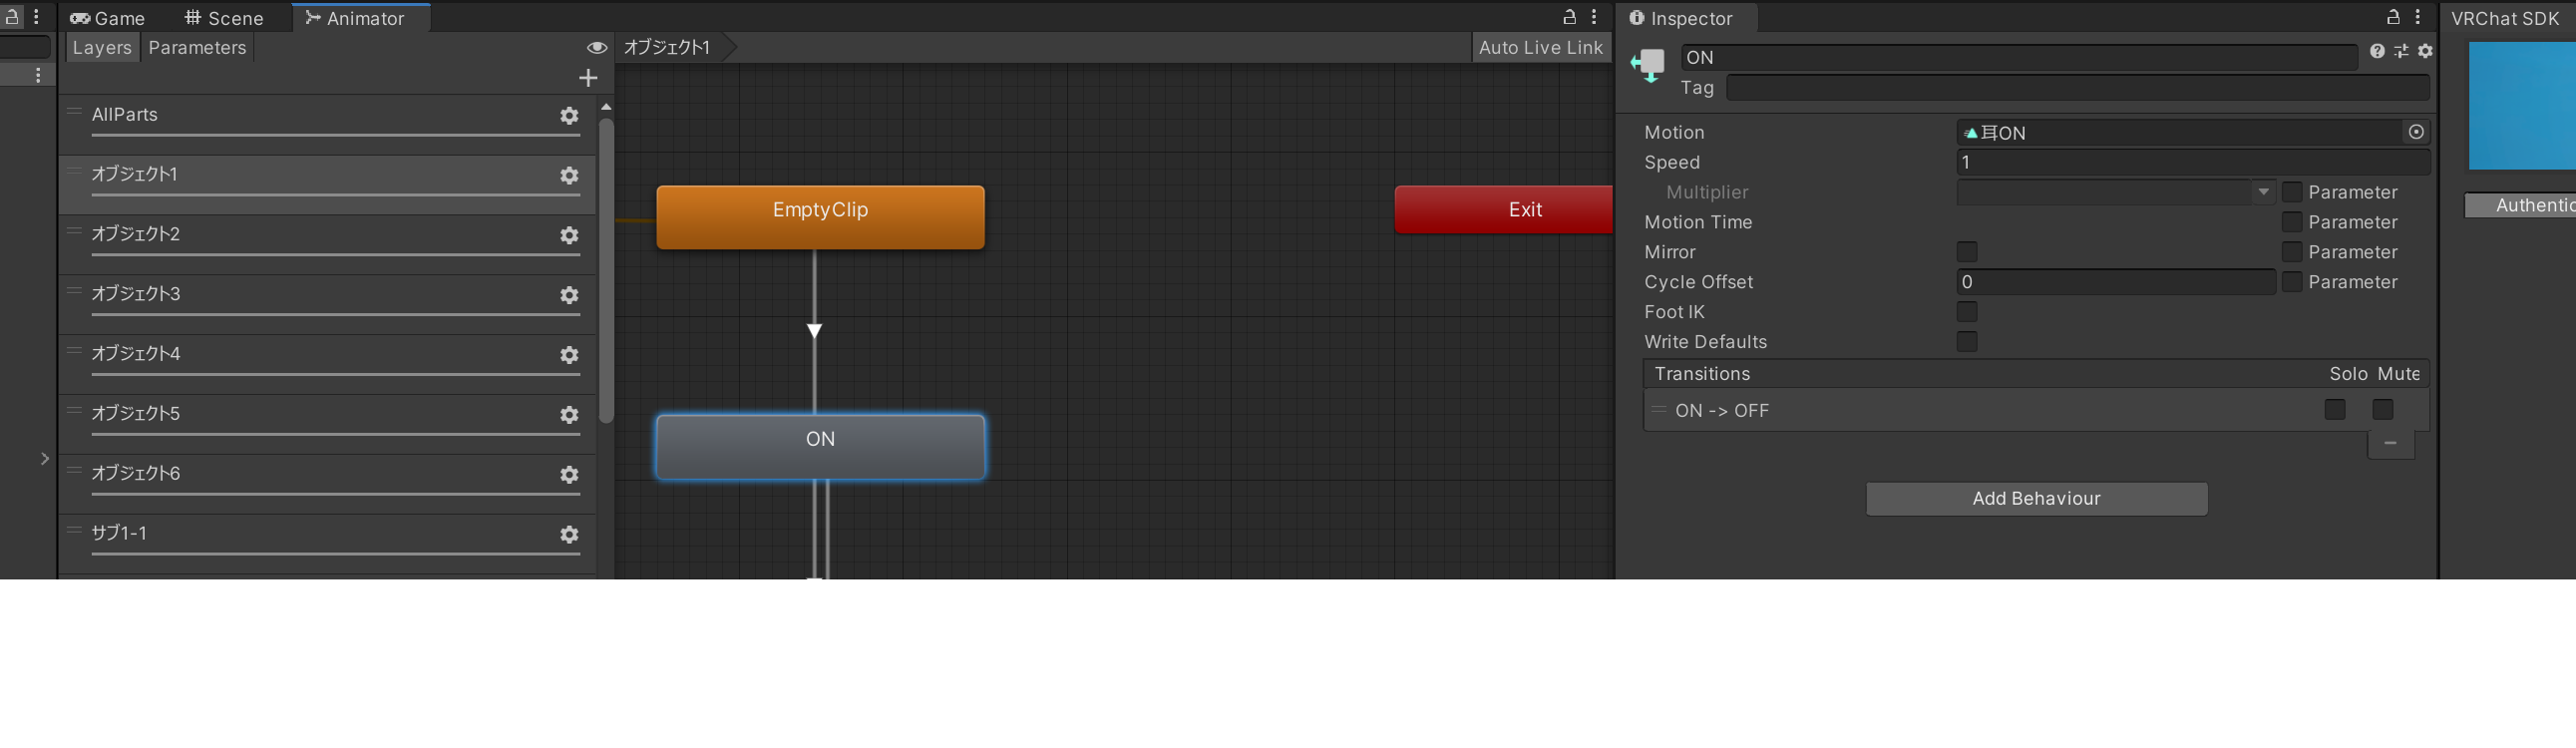 Game Scene Animator
Layers Parameters
AllParts
オブジェクト1
オブジェクト2
オブジェクト3
オブジェクト4
オブジェクト5
オブジェクト6
サブ1-1
オブジェクト1 Auto Live Link
EmptyClip
Exit
ON
Inspector
ON
Tag
Motion 耳ON
Speed 1
Multiplier Parameter
Motion Time Parameter
Mirror Parameter
Cycle Offset 0 Parameter
Foot IK
Write Defaults
Transitions Solo Mute
ON -> OFF
Add Behaviour
VRChat SDK
Authentic